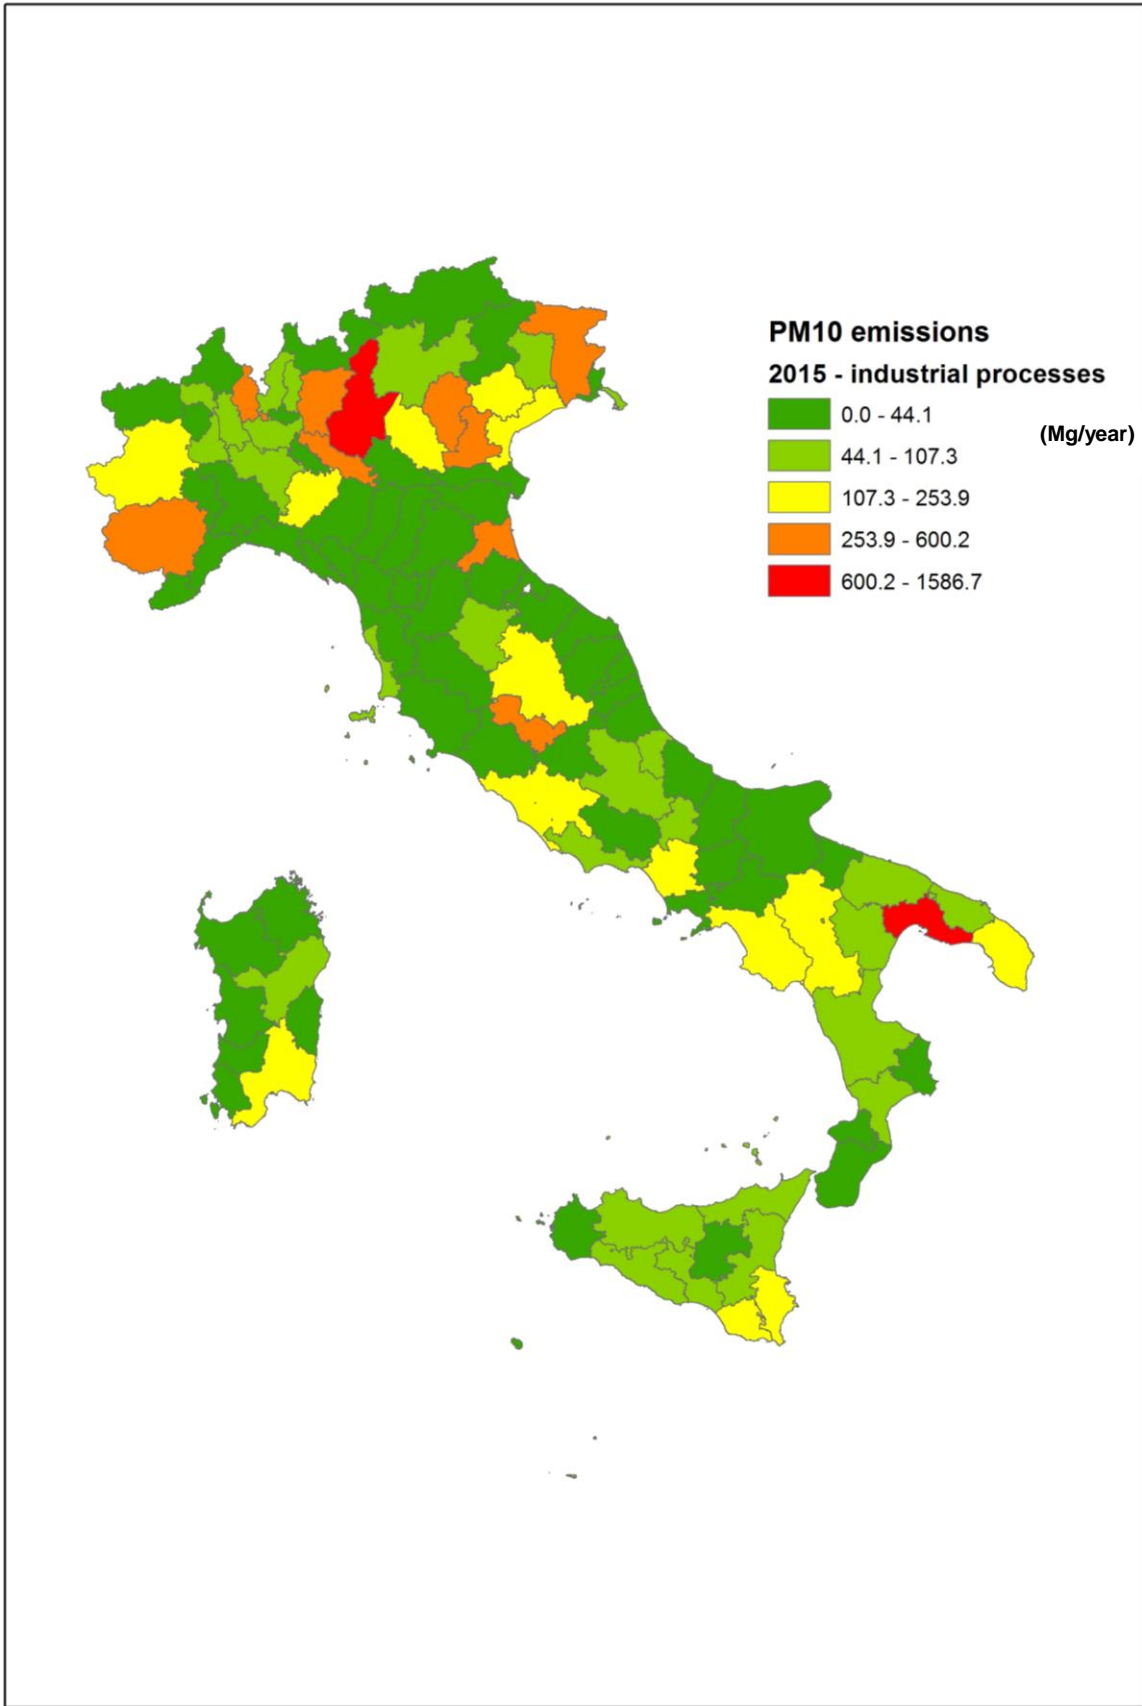 PM10 emissions
2015 - industrial processes
0.0 - 44.1
(Mg/year)
44.1 - 107.3
107.3 - 253.9
253.9 - 600.2
600.2 - 1586.7